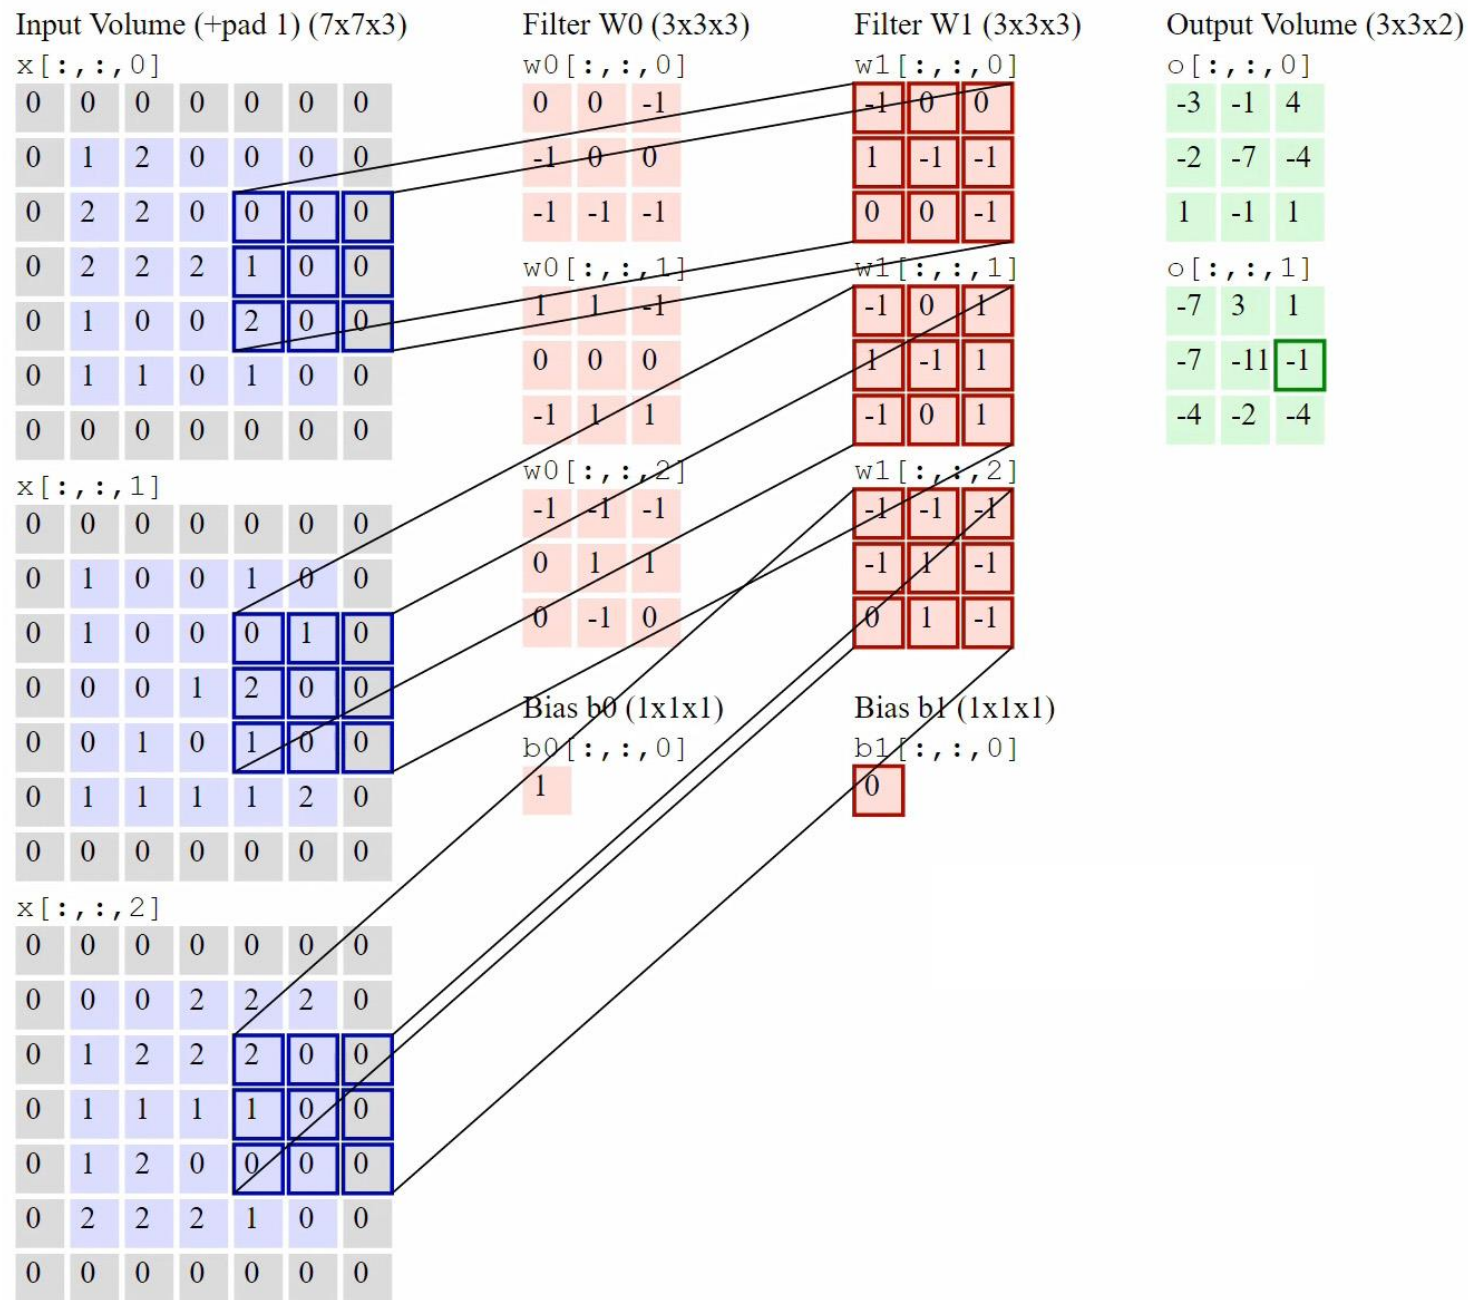 Input Volume (+pad 1) (7x7x3)
x[:,:,0]
0 0 0 0 0 0 0
0 1 2 0 0 0 0
0 2 2 0 0 0 0
0 2 2 2 1 0 0
0 1 0 0 2 0 0
0 1 1 0 1 0 0
0 0 0 0 0 0 0
x[:,:,1]
0 0 0 0 0 0 0
0 1 0 0 1 0 0
0 1 0 0 0 1 0
0 0 0 1 2 0 0
0 0 1 0 1 0 0
0 1 1 1 1 2 0
0 0 0 0 0 0 0
x[:,:,2]
0 0 0 0 0 0 0
0 0 0 2 2 2 0
0 1 2 2 2 0 0
0 1 1 1 1 0 0
0 1 2 0 0 0 0
0 2 2 2 1 0 0
0 0 0 0 0 0 0
Filter W0 (3x3x3)
w0[:,:,0]
0 0 -1
-1 0 0
-1 -1 -1
w0[:,:,1]
1 1 -1
0 0 0
-1 1 1
w0[:,:,2]
-1 -1 -1
0 1 1
0 -1 0
Bias b0 (1x1x1)
b0[:,:,0]
1
Filter W1 (3x3x3)
w1[:,:,0]
-1 0 0
1 -1 -1
0 0 -1
w1[:,:,1]
-1 0 1
1 -1 1
-1 0 1
w1[:,:,2]
-1 -1 -1
-1 1 -1
0 1 -1
Bias b1 (1x1x1)
b1[:,:,0]
0
Output Volume (3x3x2)
o[:,:,0]
-3 -1 4
-2 -7 -4
1 -1 1
o[:,:,1]
-7 3 1
-7 -11 -1
-4 -2 -4